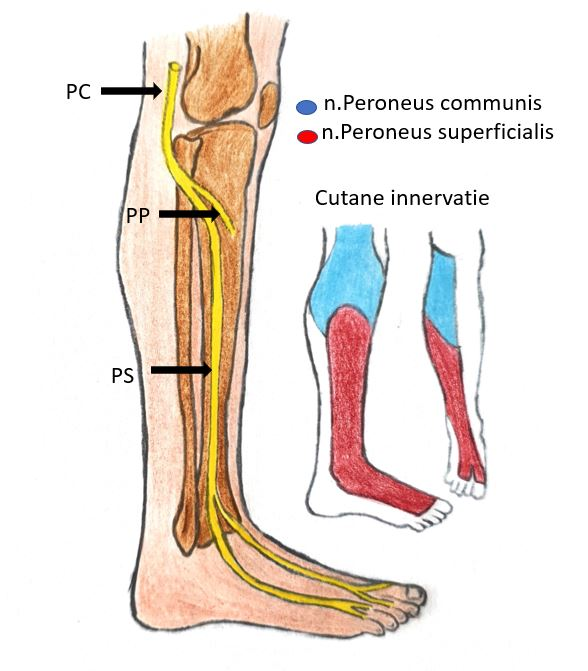 PC
n.Peroneus communis
n.Peroneus superficialis
Cutane innervatie
PP
PS